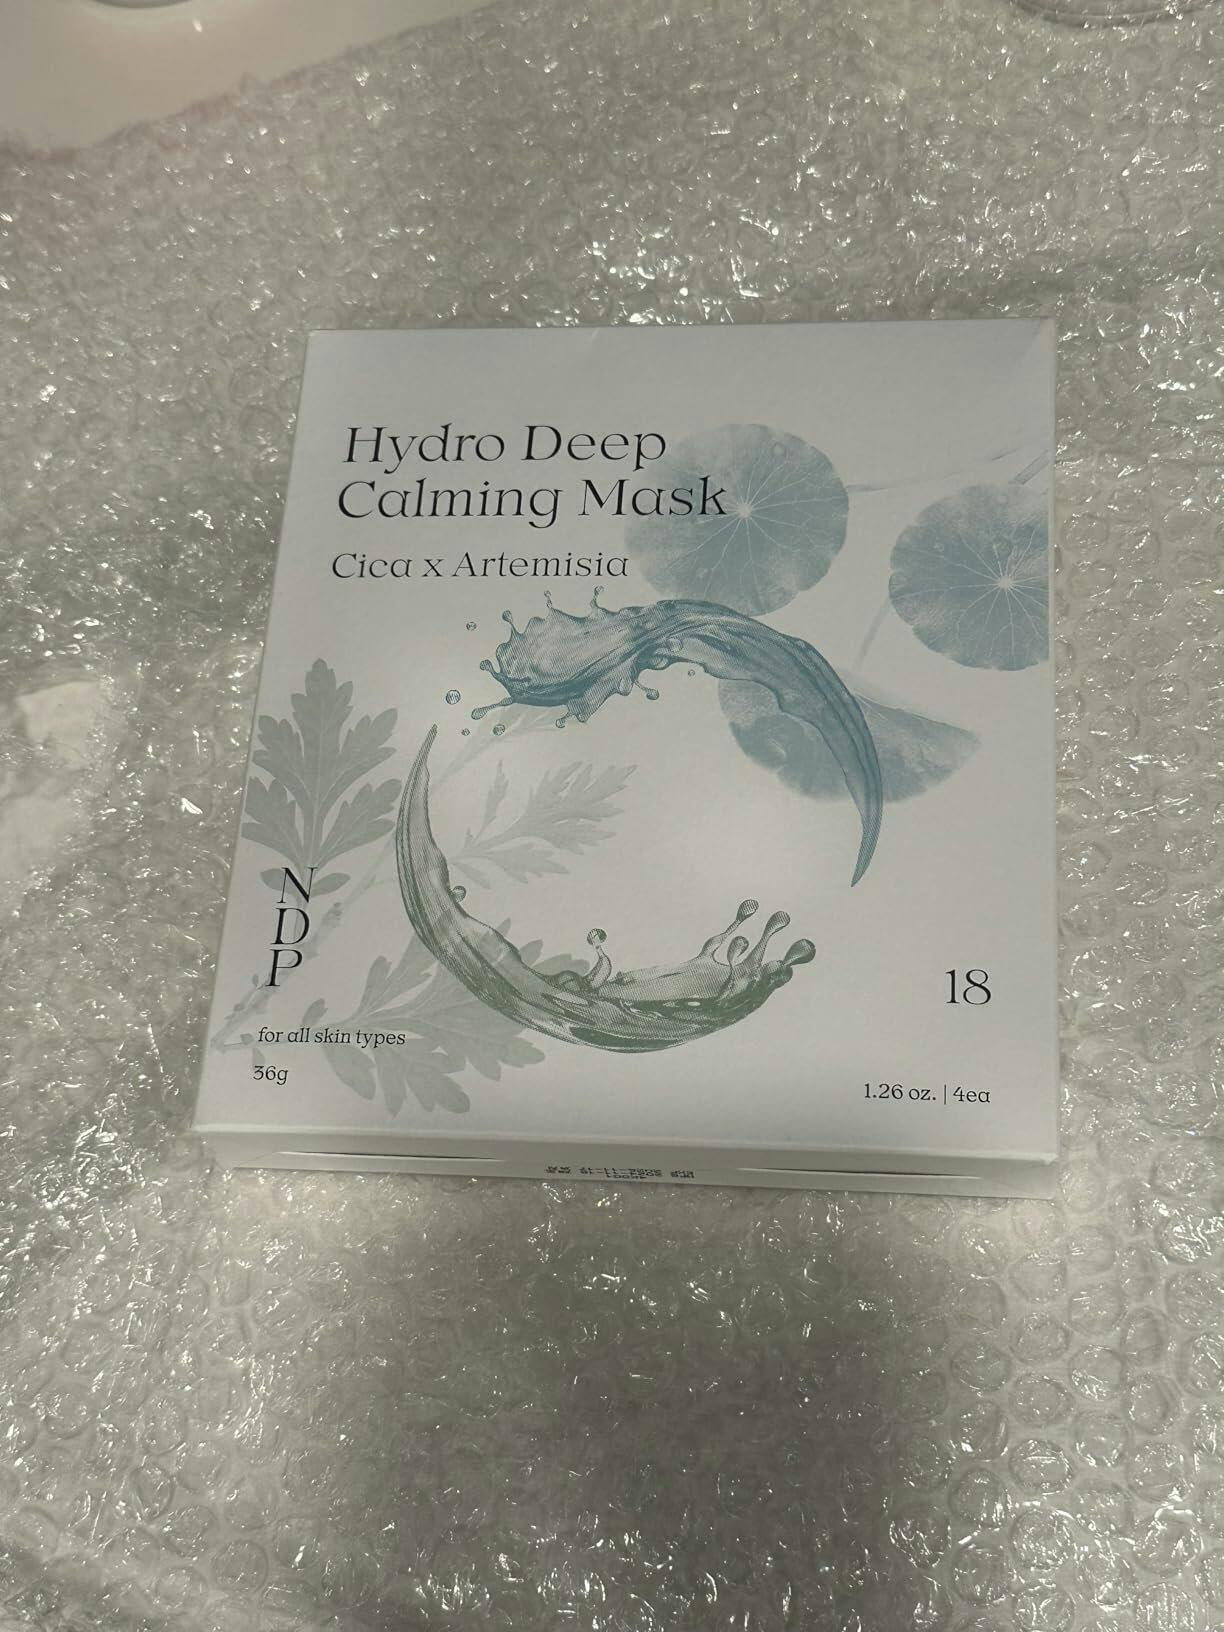 Hydro Deep
Calming Mask
Cica x Artemisia
N
D
P
18
for all skin types
36g
1.26 oz. | 4ea